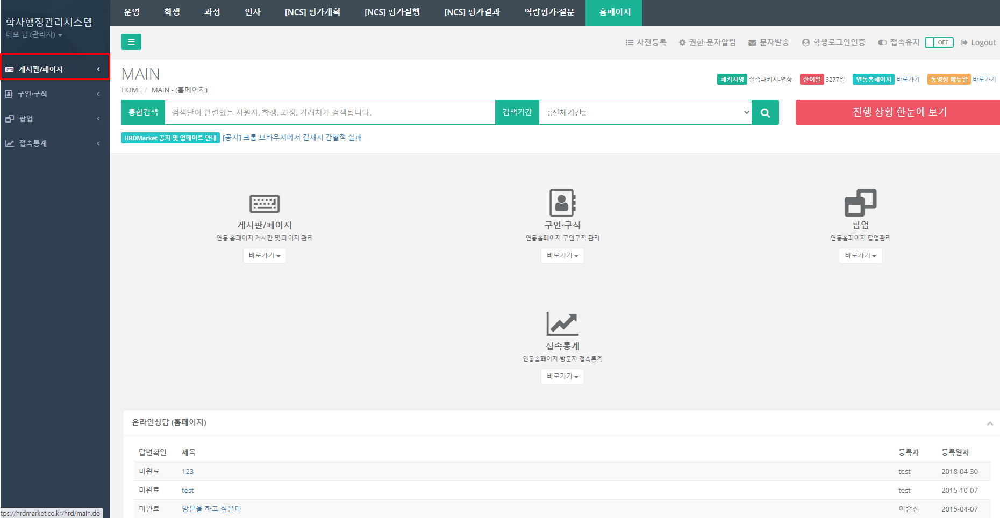 운영 학생 과정 인사 [NCS] 평가계획 [NCS] 평가실행 [NCS] 평가결과 역량평가·설문 홈페이지
학사행정관리시스템
데모 님 (관리자)
사전등록 권한·문자알림 문자발송 학생로그인인증 접속유지 OFF Logout
게시판/페이지
구인·구직
팝업
접속통계
MAIN
HOME / MAIN - (홈페이지)
패키지명 실속패키지-연장 잔여일 3277일 연동홈페이지 바로가기 동영상 메뉴얼 바로가기
통합검색 검색단어 관련있는 지원자, 학생, 과정, 거래처가 검색됩니다. 검색기간 ::전체기간:: 진행 상황 한눈에 보기
HRDMarket 공지 및 업데이트 안내 [공지] 크롬 브라우져에서 결재시 간혈적 실패
게시판/페이지
연동 홈페이지 게시판 및 페이지 관리
바로가기
구인·구직
연동홈페이지 구인구직 관리
바로가기
팝업
연동홈페이지 팝업관리
바로가기
접속통계
연동홈페이지 방문자 접속통계
바로가기
온라인상담 (홈페이지)
답변확인 제목 등록자 등록일자
미완료 123 test 2018-04-30
미완료 test test 2015-10-07
미완료 방문을 하고 싶은데 이순신 2015-04-07
tps://hrdmarket.co.kr/hrd/main.do